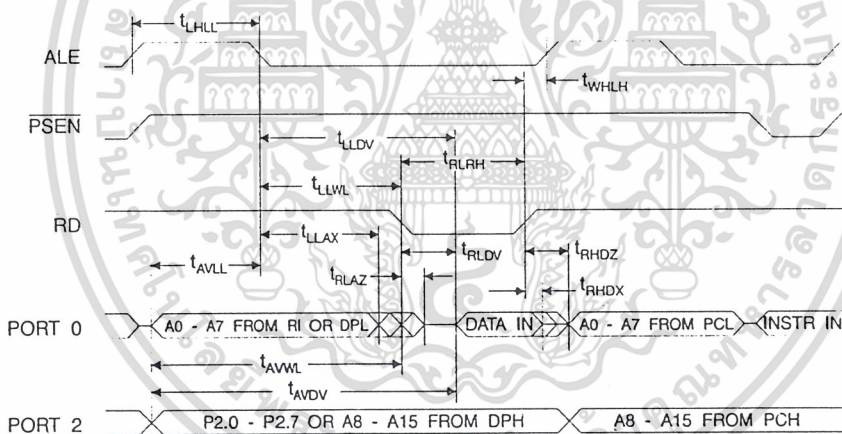 tLHLL
ALE
tWHLH
PSEN
tLLDV
tRLRH
tLLWL
RD
tLLAX
tRLDV
tRHDZ
tAVLL
tRLAZ
tRHDX
PORT 0
A0 - A7 FROM RI OR DPL
DATA IN
A0 - A7 FROM PCL
INSTR IN
tAVWL
tAVDV
PORT 2
P2.0 - P2.7 OR A8 - A15 FROM DPH
A8 - A15 FROM PCH